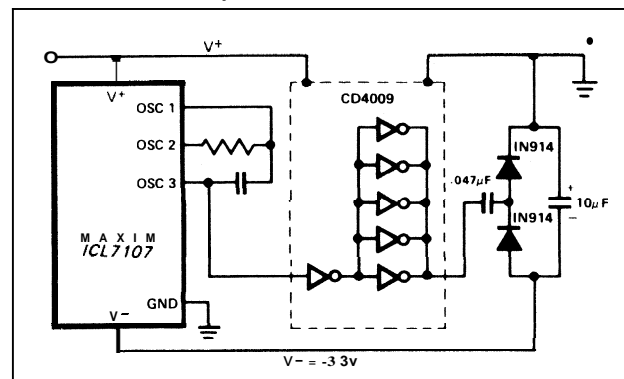 V+
V+
OSC 1
OSC 2
OSC 3
MAXIM
ICL7107
GND
V−
CD4009
.047µF
IN914
IN914
+
10µF
−
V− = -3 3v